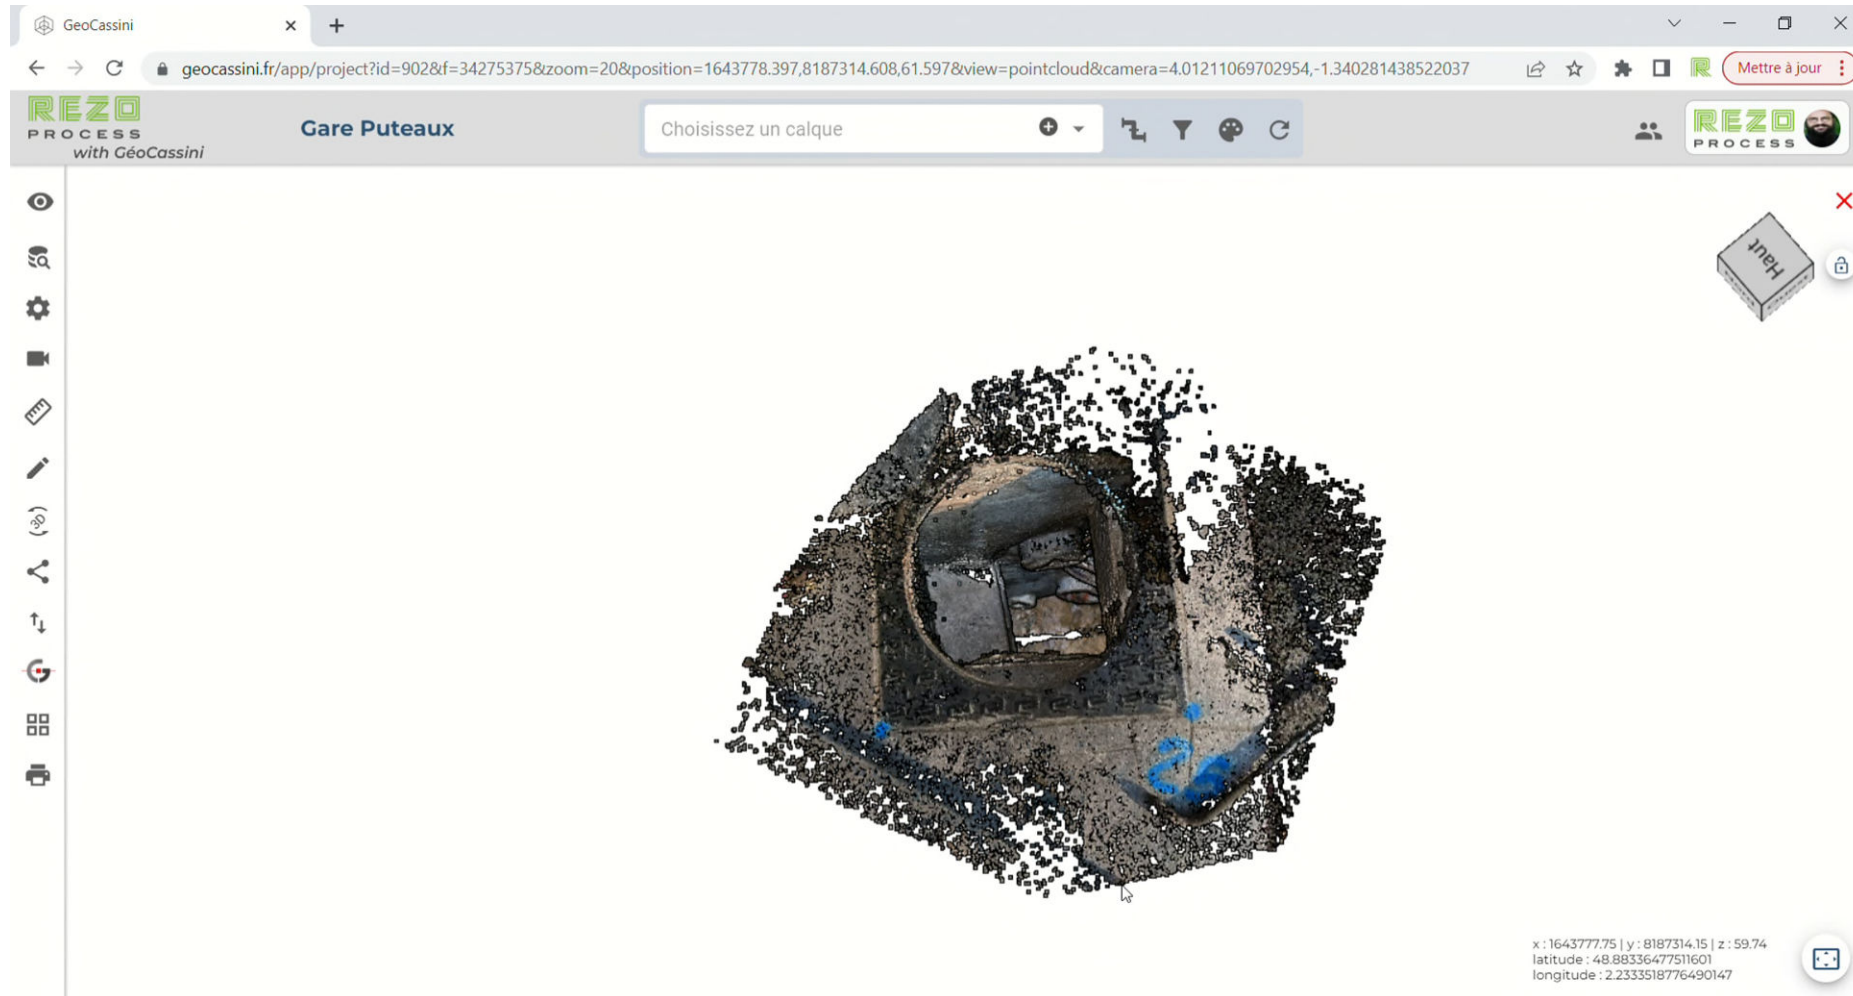 GeoCassini
geocassini.fr/app/project?id=902&f=34275375&zoom=20&position=1643778.397,8187314.608,61.597&view=pointcloud&camera=4.01211069702954,-1.340281438522037
R
Mettre à jour
REZO
PROCESS
with GéoCassini
Gare Puteaux
Choisissez un calque
REZO
PROCESS
Haut
3D
26
x : 1643777.75 | y : 8187314.15 | z : 59.74
latitude : 48.88336477511601
longitude : 2.2333518776490147